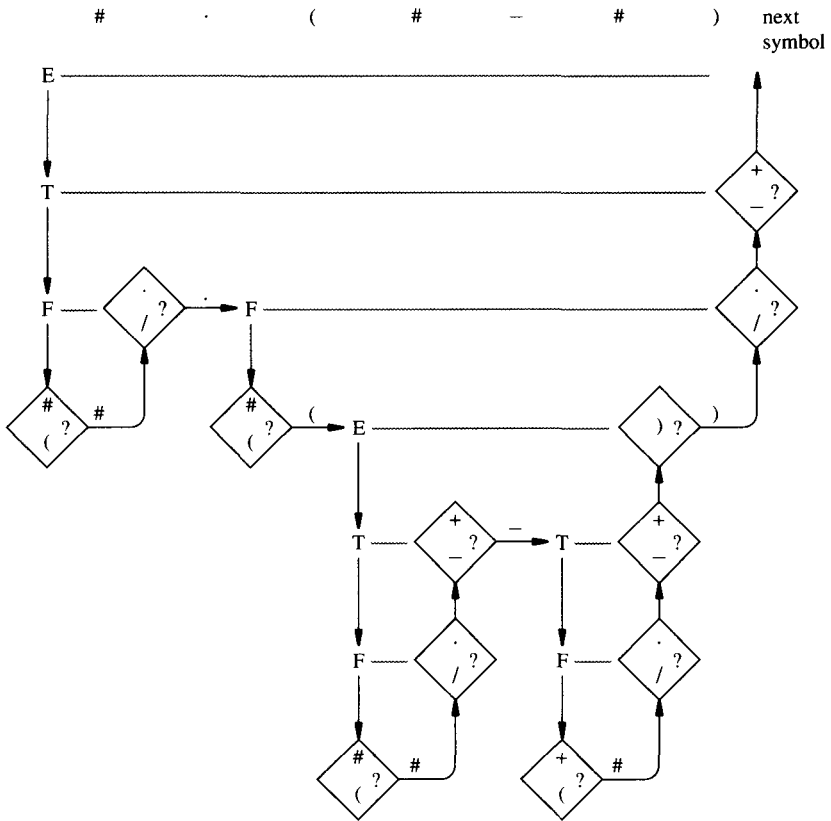 # · ( # – # ) next
symbol
E
+
– ?
T
· · ·
F / ? F / ?
# # # (
( ? ( ? E ) ? )
+ – +
T – ? T – ?
· ·
F / ? F / ?
# +
( ? # ( ? #